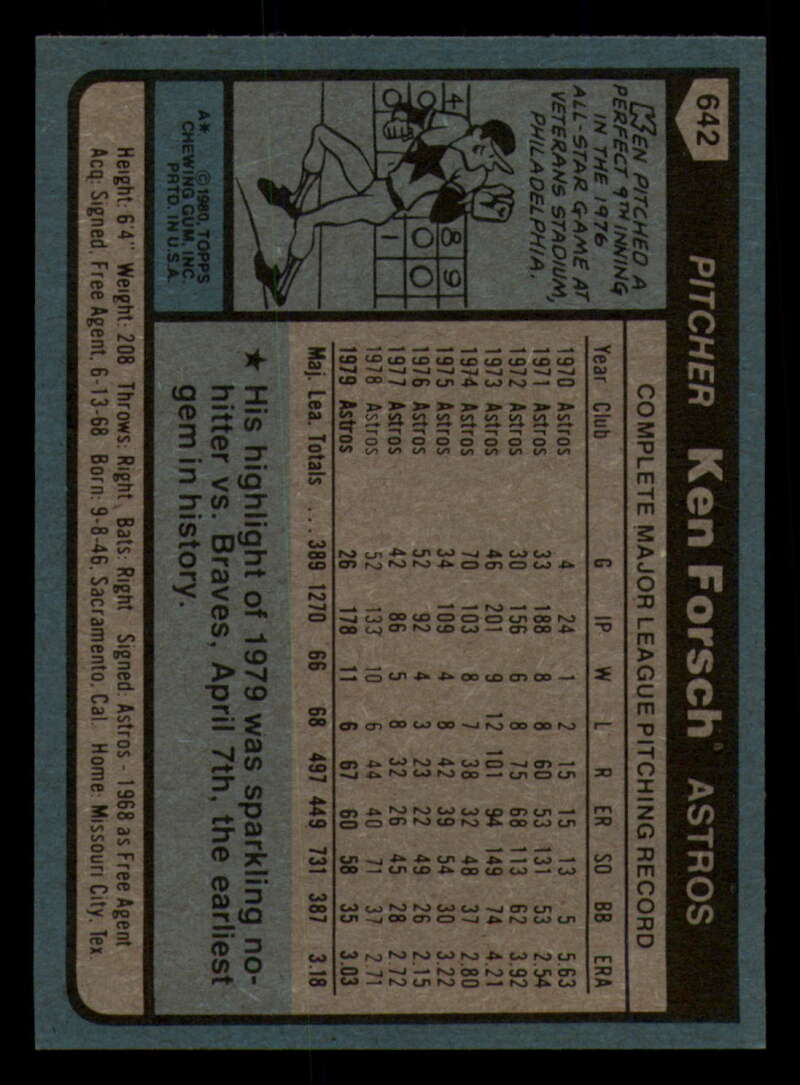 642 PITCHER Ken Forsch® ASTROS
KEN PITCHED A
PERFECT 9TH INNING
IN THE 1976
ALL-STAR GAME AT
VETERANS STADIUM,
PHILADELPHIA.
4 8 9
0 0 0
0 1
A* ©1980 TOPPS
CHEWING GUM, INC.
PRTD. IN U.S.A.
COMPLETE MAJOR LEAGUE PITCHING RECORD
Year Club G IP W L R ER SO BB ERA
1970 Astros 4 24 1 2 15 15 13 5 5.63
1971 Astros 33 188 8 8 60 53 131 53 2.54
1972 Astros 30 156 6 8 75 68 113 62 3.92
1973 Astros 46 201 9 12 101 94 149 74 4.21
1974 Astros 70 103 8 7 38 32 48 37 2.80
1975 Astros 34 109 4 8 42 39 54 30 3.22
1976 Astros 52 92 4 3 23 22 49 26 2.15
1977 Astros 42 86 5 8 32 26 45 28 2.72
1978 Astros 52 133 10 6 44 40 71 37 2.71
1979 Astros 26 178 11 6 67 60 58 35 3.03
Maj. Lea. Totals ... 389 1270 66 68 497 449 731 387 3.18
★ His highlight of 1979 was sparkling no-
hitter vs. Braves, April 7th, the earliest
gem in history.
Height: 6'4" Weight: 208 Throws: Right Bats: Right Signed: Astros - 1968 as Free Agent
Acq: Signed, Free Agent, 6-13-68 Born: 9-8-46, Sacramento, Cal. Home: Missouri City, Tex